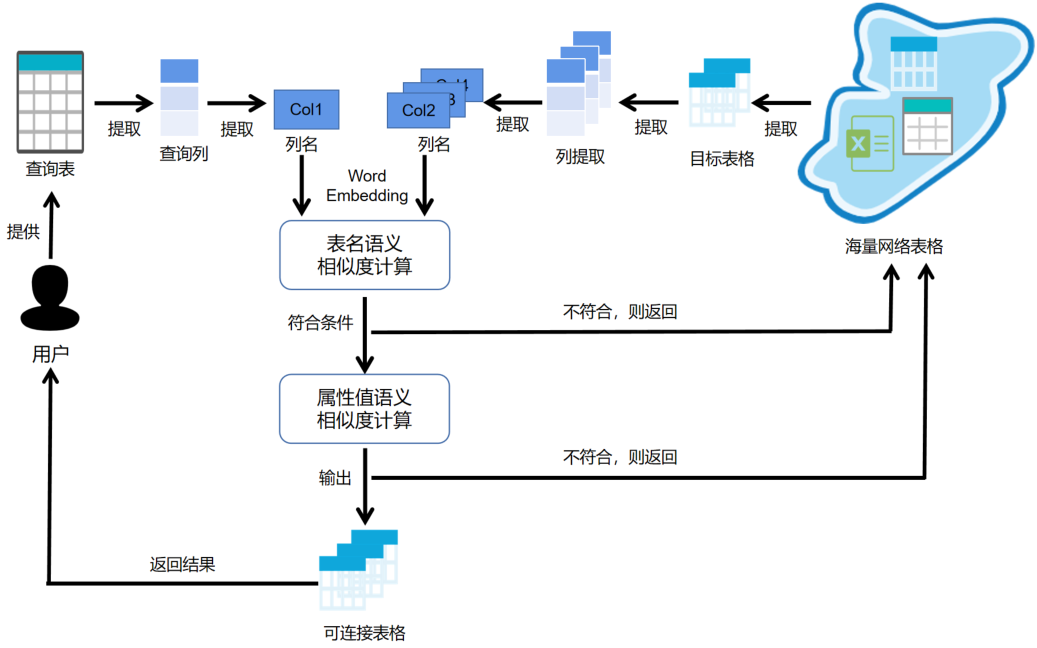 Col1
Col4
3
Col2
提取
提取
提取
提取
提取
查询表
查询列
列名
列名
列提取
目标表格
海量网络表格
Word
Embedding
提供
用户
表名语义
相似度计算
符合条件
不符合，则返回
属性值语义
相似度计算
输出
不符合，则返回
返回结果
可连接表格